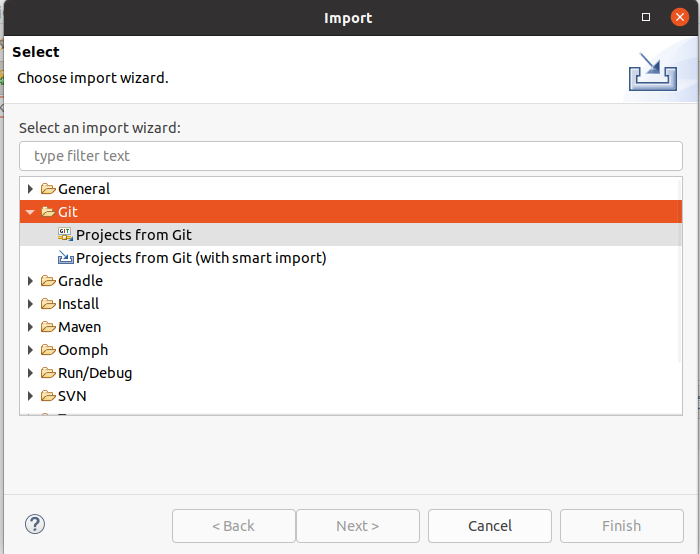 Import
Select
Choose import wizard.
Select an import wizard:
type filter text
General
Git
GIT Projects from Git
Projects from Git (with smart import)
Gradle
Install
Maven
Oomph
Run/Debug
SVN
?
< Back
Next >
Cancel
Finish